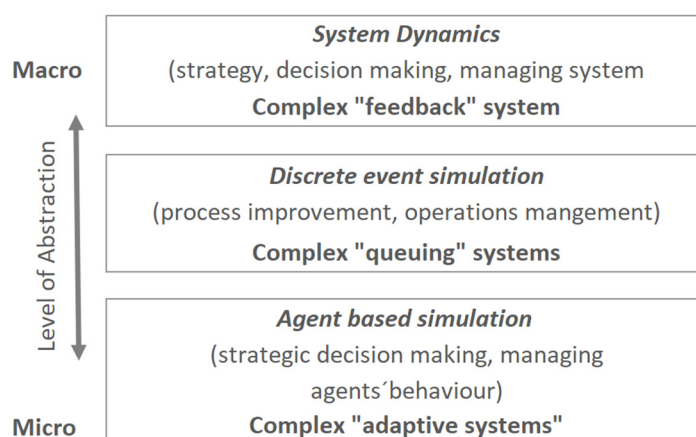 System Dynamics
Macro
(strategy, decision making, managing system
Complex "feedback" system
Level of Abstraction
Discrete event simulation
(process improvement, operations mangement)
Complex "queuing" systems
Agent based simulation
(strategic decision making, managing
agents´behaviour)
Micro
Complex "adaptive systems"